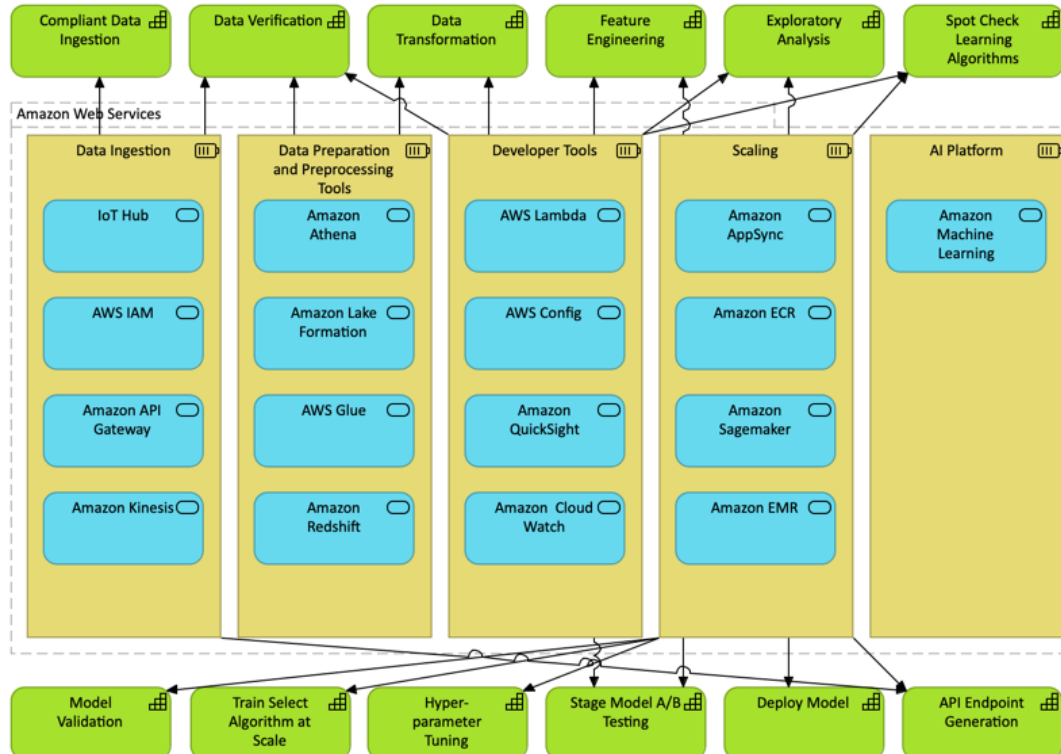 Compliant Data
Ingestion
Data Verification
Data
Transformation
Feature
Engineering
Exploratory
Analysis
Spot Check
Learning
Algorithms
Amazon Web Services
Data Ingestion
IoT Hub
AWS IAM
Amazon API
Gateway
Amazon Kinesis
Data Preparation
and Preprocessing
Tools
Amazon
Athena
Amazon Lake
Formation
AWS Glue
Amazon
Redshift
Developer Tools
AWS Lambda
AWS Config
Amazon
QuickSight
Amazon Cloud
Watch
Scaling
Amazon
AppSync
Amazon ECR
Amazon
Sagemaker
Amazon EMR
AI Platform
Amazon
Machine
Learning
Model
Validation
Train Select
Algorithm at
Scale
Hyper-
parameter
Tuning
Stage Model A/B
Testing
Deploy Model
API Endpoint
Generation